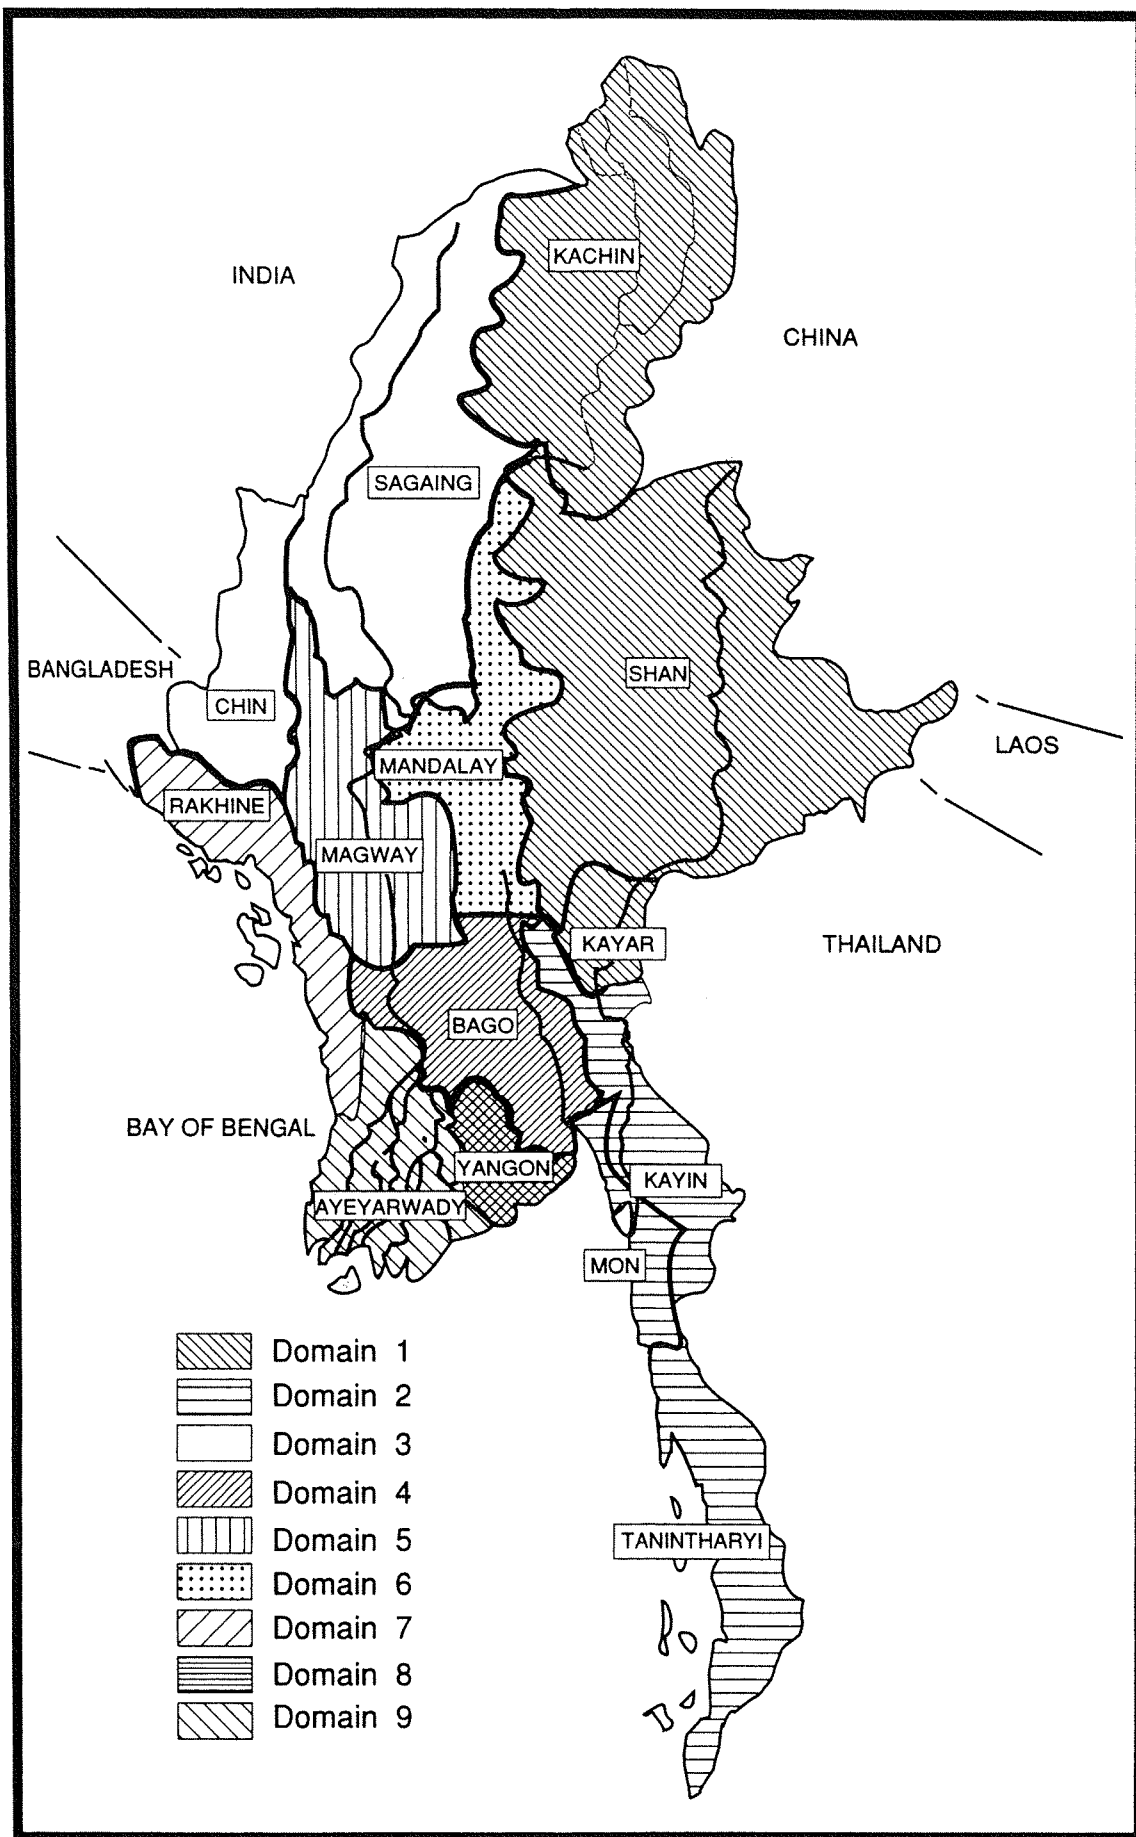 KACHIN
INDIA
CHINA
SAGAING
BANGLADESH
SHAN
CHIN
LAOS
MANDALAY
RAKHINE
MAGWAY
KAYAR
THAILAND
BAGO
BAY OF BENGAL
YANGON
KAYIN
AYEYARWADY
MON
Domain 1
Domain 2
Domain 3
Domain 4
Domain 5
Domain 6
Domain 7
Domain 8
Domain 9
TANINTHARYI